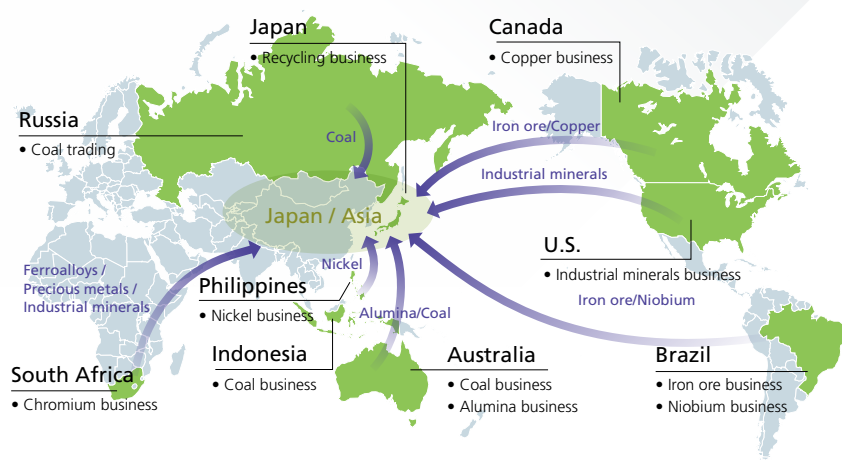 Japan
• Recycling business
Canada
• Copper business
Russia
• Coal trading
Coal
Iron ore/Copper
Industrial minerals
Japan / Asia
U.S.
• Industrial minerals business
Ferroalloys /
Precious metals /
Industrial minerals
Nickel
Philippines
• Nickel business
Alumina/Coal
Iron ore/Niobium
Indonesia
• Coal business
Australia
• Coal business
• Alumina business
Brazil
• Iron ore business
• Niobium business
South Africa
• Chromium business